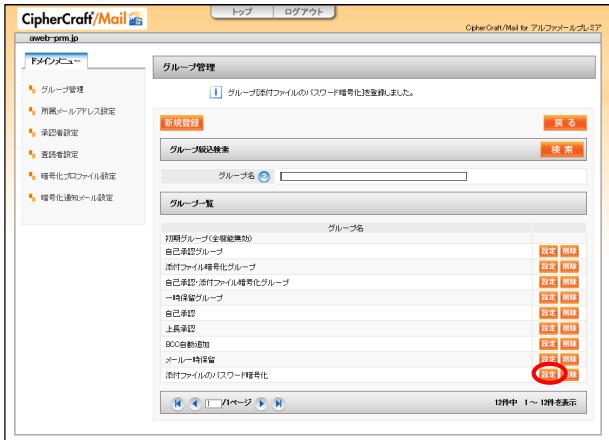 CipherCraft/Mail
トップ ログアウト
CipherCraft/Mail for アルファメールプレミア
aweb-prm.jp
ドメインメニュー
グループ管理
所属メールアドレス設定
承認者設定
査読者設定
暗号化プロファイル設定
暗号化通知メール設定
グループ管理
グループ[添付ファイルのパスワード暗号化]を登録しました。
新規登録 戻る
グループ絞込検索 検索
グループ名
グループ一覧
グループ名
初期グループ(全機能無効)
自己承認グループ 設定 削除
添付ファイル暗号化グループ 設定 削除
自己承認・添付ファイル暗号化グループ 設定 削除
一時保留グループ 設定 削除
自己承認 設定 削除
上長承認 設定 削除
BCC自動追加 設定 削除
メール一時保留 設定 削除
添付ファイルのパスワード暗号化 設定 削除
1 /1ページ 12件中 1～ 12件を表示